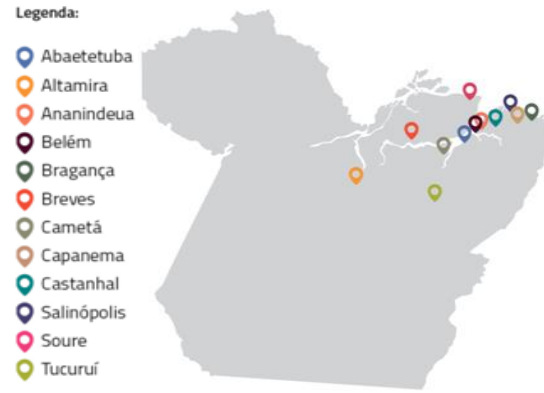 Legenda:
Abaetetuba
Altamira
Ananindeua
Belém
Bragança
Breves
Cametá
Capanema
Castanhal
Salinópolis
Soure
Tucuruí